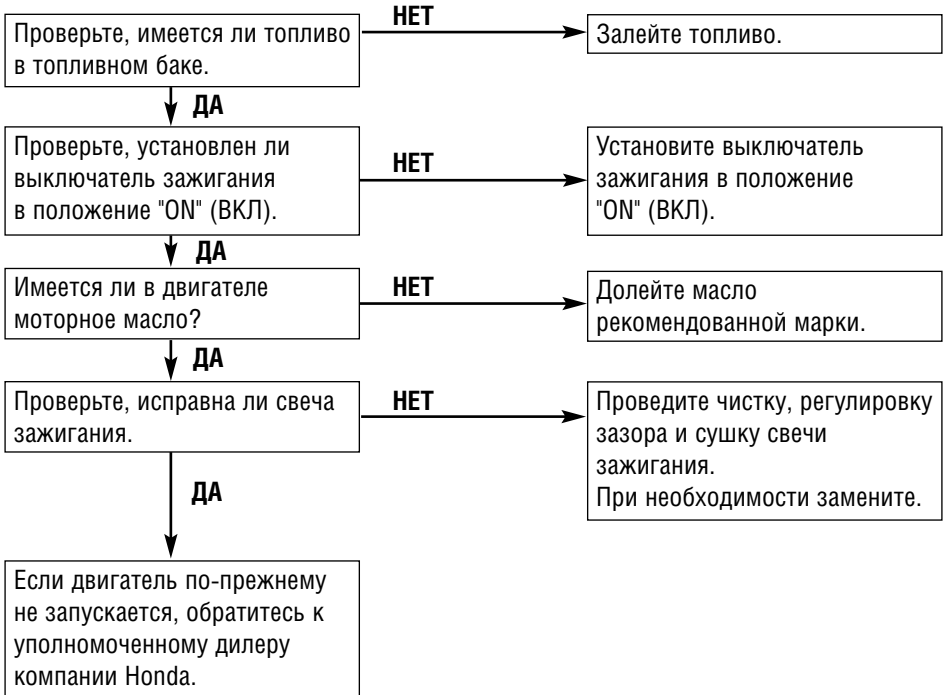 Проверьте, имеется ли топливо
в топливном баке.
НЕТ
Залейте топливо.
ДА
Проверьте, установлен ли
выключатель зажигания
в положение "ON" (ВКЛ).
НЕТ
Установите выключатель
зажигания в положение
"ON" (ВКЛ).
ДА
Имеется ли в двигателе
моторное масло?
НЕТ
Долейте масло
рекомендованной марки.
ДА
Проверьте, исправна ли свеча
зажигания.
НЕТ
Проведите чистку, регулировку
зазора и сушку свечи
зажигания.
При необходимости замените.
ДА
Если двигатель по-прежнему
не запускается, обратитесь к
уполномоченному дилеру
компании Honda.